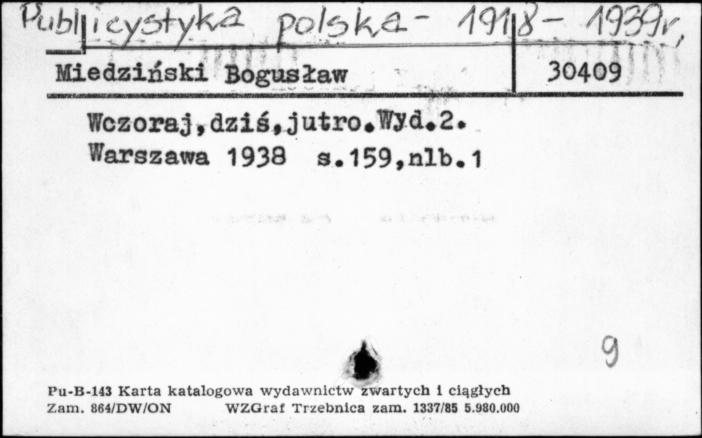 Publicystyka polska - 1918 - 1939r.
Miedziński Bogusław 30409
Wczoraj,dziś,jutro.Wyd.2.
Warszawa 1938 s.159,nlb.1
9
Pu-B-143 Karta katalogowa wydawnictw zwartych i ciągłych
Zam. 864/DW/ON WZGraf Trzebnica zam. 1337/85 5.980.000